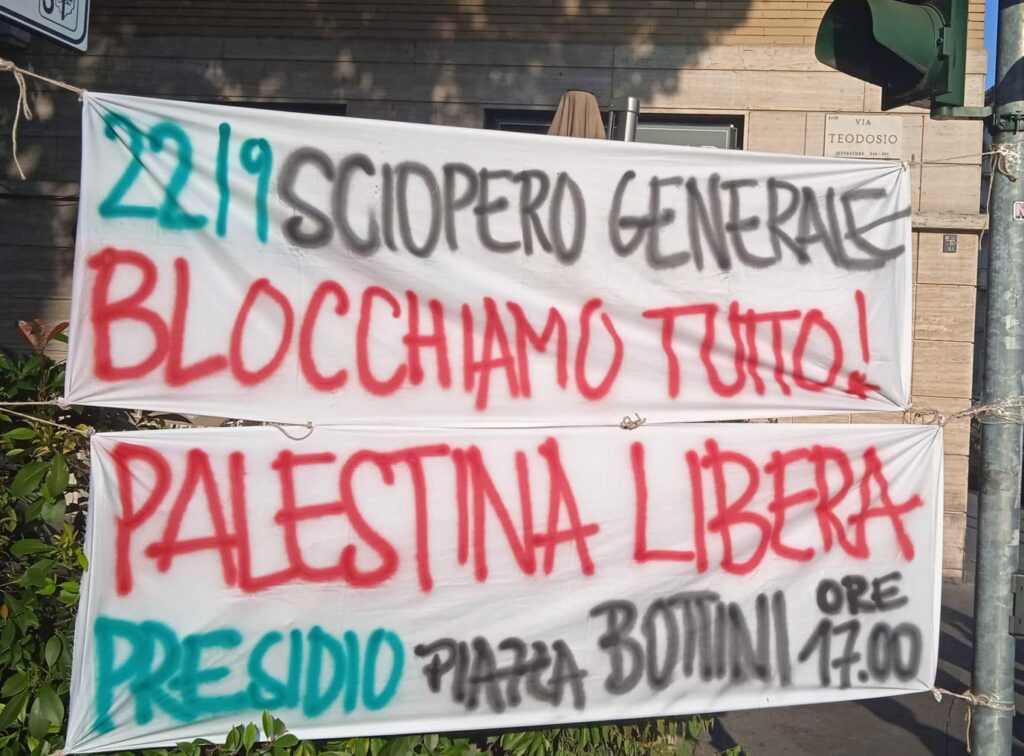 22/9 SCIOPERO GENERALE
BLOCCHIAMO TUTTO!
PALESTINA LIBERA
PRESIDIO PIAZZA BOTTINI ORE 17.00
VIA
TEODOSIO